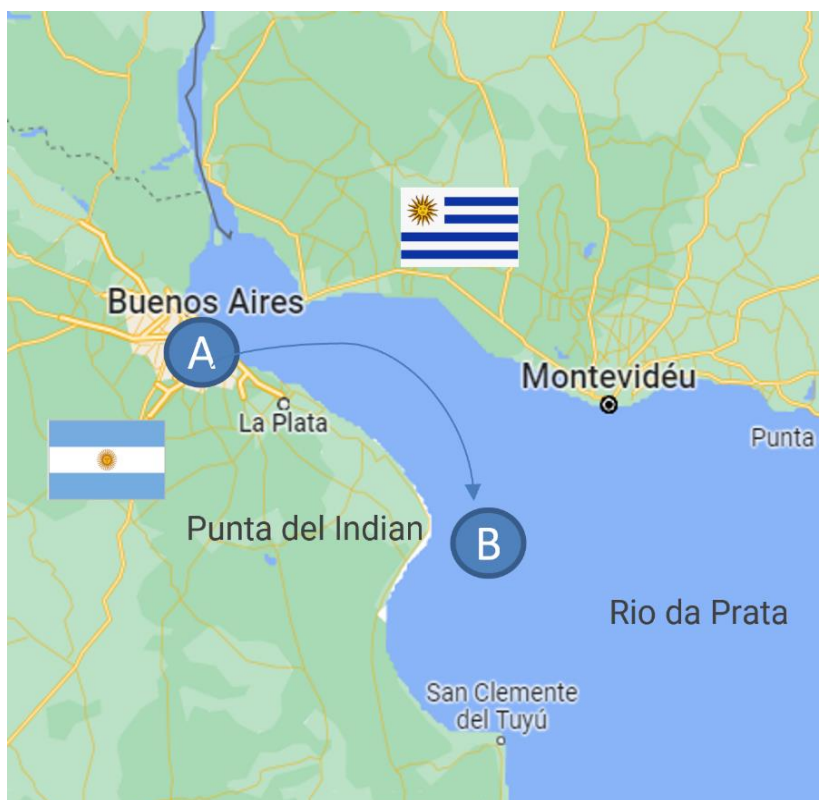 Buenos Aires
A
Montevidéu
La Plata
Punta
Punta del Indian
B
Rio da Prata
San Clemente
del Tuyú